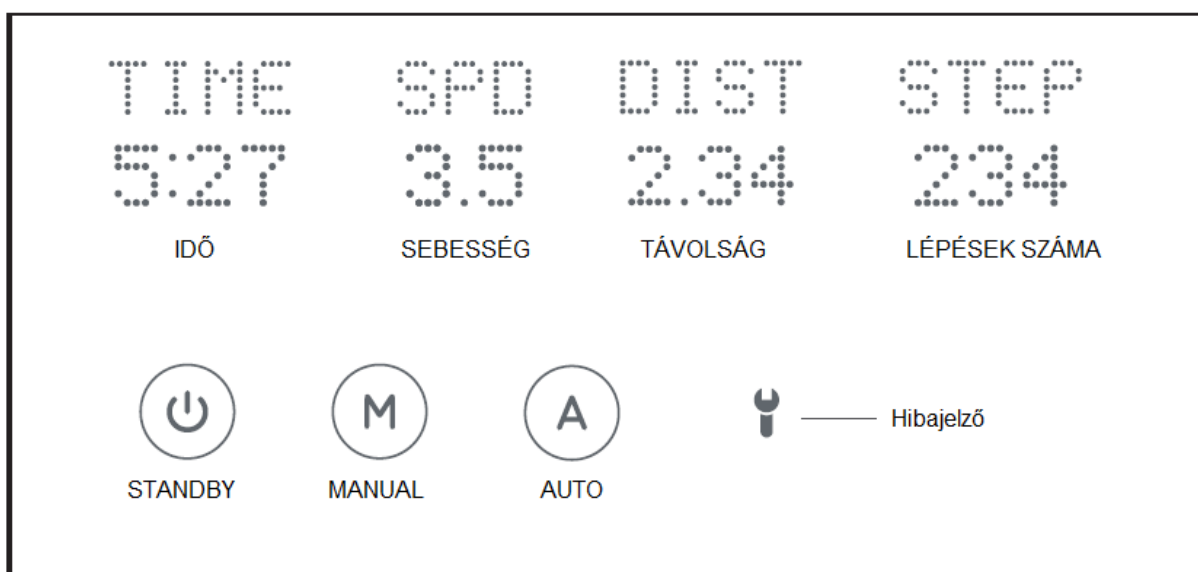 TIME SPD DIST STEP
5:27 3.5 2.34 234
IDŐ SEBESSÉG TÁVOLSÁG LÉPÉSEK SZÁMA
M A Hibajelző
STANDBY MANUAL AUTO